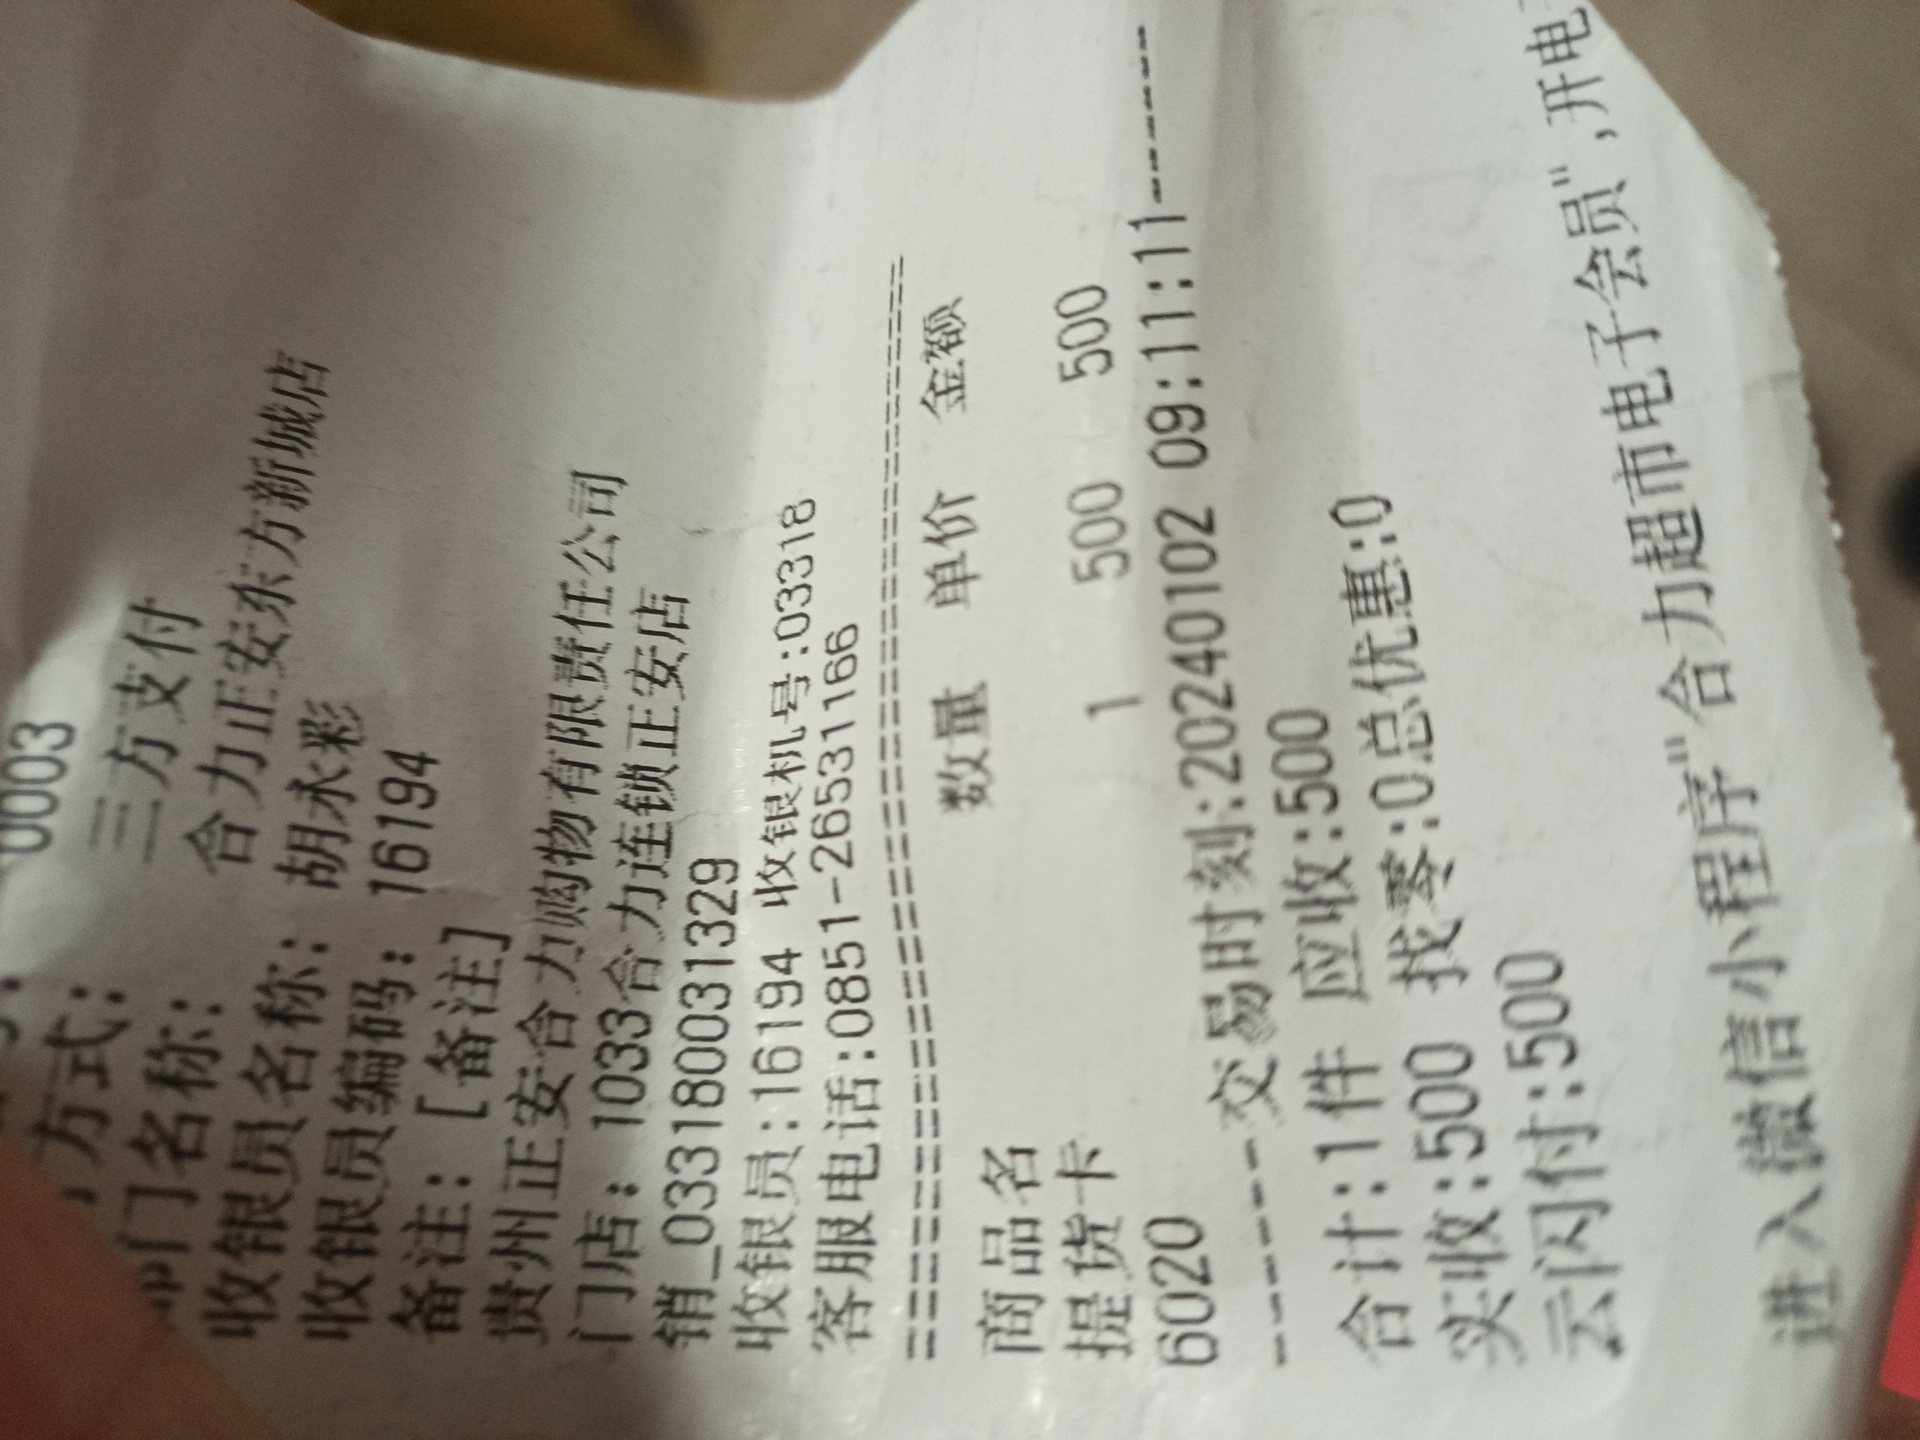 0003
方式: 三方支付
部门名称: 合力正安东方新城店
收银员名称: 胡永彩
收银员编码: 16194
备注: [备注]
贵州正安合力购物有限责任公司
门店: 1033合力连锁正安店
销_033180031329
收银员:16194 收银机号:03318
客服电话:0851-26531166
================================
商品名 数量 单价 金额
提货卡 1 500 500
6020
------交易时刻:20240102 09:11:11------
合计:1件 应收:500
实收:500 找零:0总优惠:0
云闪付:500
进入微信小程序"合力超市电子会员",开电